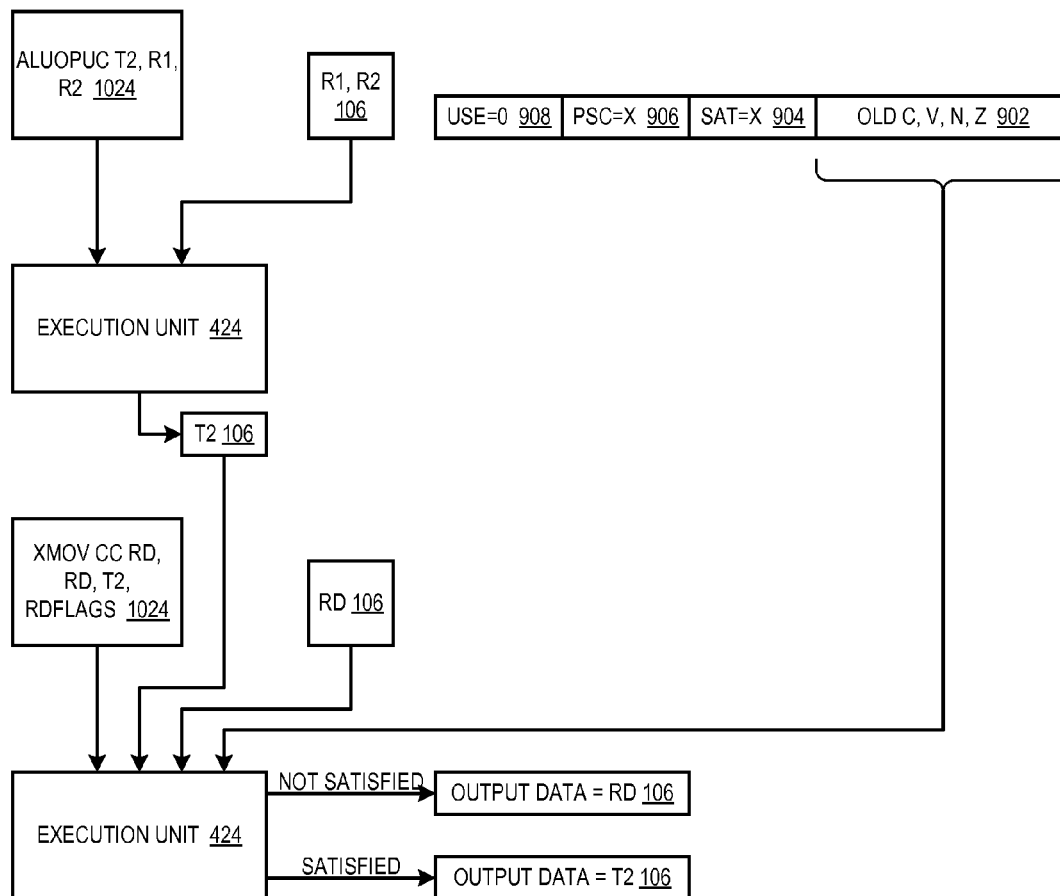 ALUOPUC T2, R1,
R2 1024
R1, R2
106
USE=0 908
PSC=X 906
SAT=X 904
OLD C, V, N, Z 902
EXECUTION UNIT 424
T2 106
XMOV CC RD,
RD, T2,
RDFLAGS 1024
RD 106
EXECUTION UNIT 424
NOT SATISFIED
OUTPUT DATA = RD 106
SATISFIED
OUTPUT DATA = T2 106